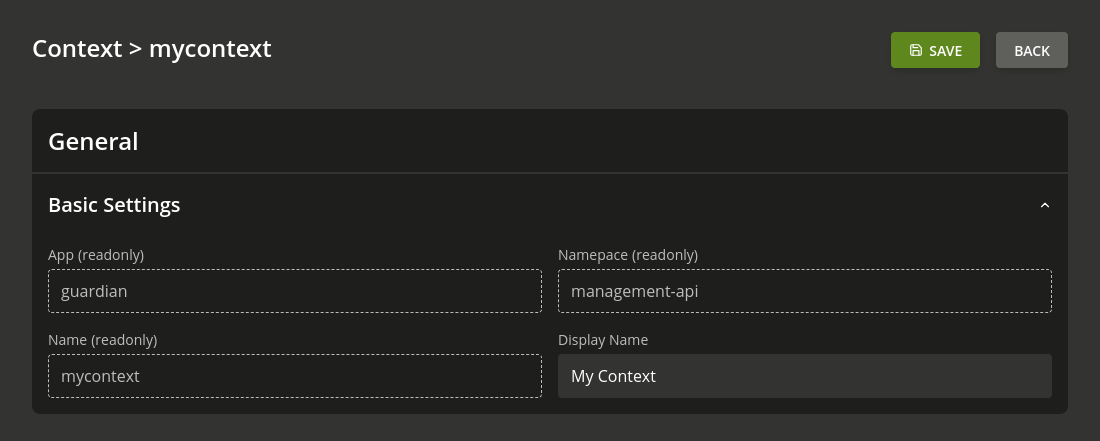 Context > mycontext
SAVE
BACK
General
Basic Settings
App (readonly)
Namepace (readonly)
guardian
management-api
Name (readonly)
Display Name
mycontext
My Context